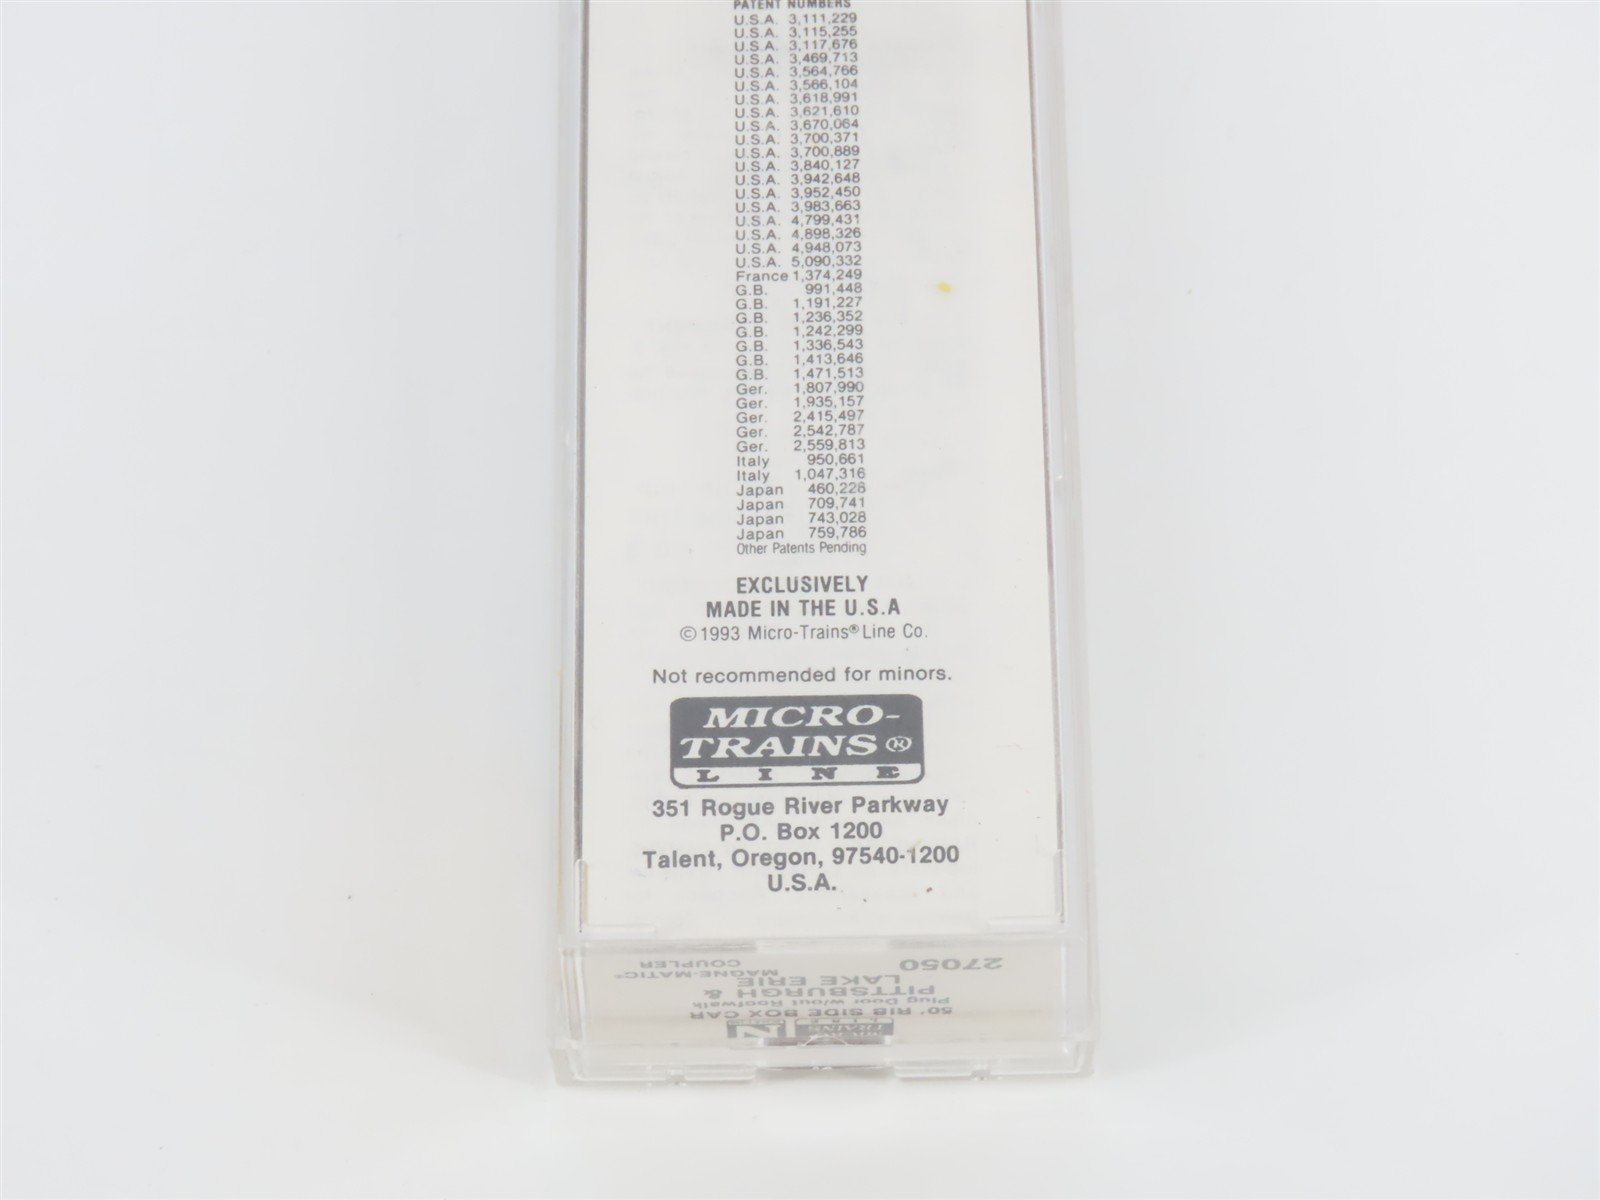 PATENT NUMBERS
U.S.A. 3,111,229
U.S.A. 3,115,255
U.S.A. 3,117,676
U.S.A. 3,469,713
U.S.A. 3,564,766
U.S.A. 3,566,104
U.S.A. 3,618,991
U.S.A. 3,621,610
U.S.A. 3,670,064
U.S.A. 3,700,371
U.S.A. 3,700,889
U.S.A. 3,840,127
U.S.A. 3,942,648
U.S.A. 3,952,450
U.S.A. 3,983,663
U.S.A. 4,799,431
U.S.A. 4,898,326
U.S.A. 4,948,073
U.S.A. 5,090,332
France 1,374,249
G.B. 991,448
G.B. 1,191,227
G.B. 1,236,352
G.B. 1,242,299
G.B. 1,336,543
G.B. 1,413,646
G.B. 1,471,513
Ger. 1,807,990
Ger. 1,935,157
Ger. 2,415,497
Ger. 2,542,787
Ger. 2,559,813
Italy 950,661
Italy 1,047,316
Japan 460,226
Japan 709,741
Japan 743,028
Japan 759,786
Other Patents Pending
EXCLUSIVELY
MADE IN THE U.S.A
©1993 Micro-Trains® Line Co.
Not recommended for minors.
MICRO-
TRAINS®
LINE
351 Rogue River Parkway
P.O. Box 1200
Talent, Oregon, 97540-1200
U.S.A.
MICRO N
TRAINS
LINE
50' RIB SIDE BOX CAR
Plug Door w/out Roofwalk
PITTSBURGH &
LAKE ERIE
MAGNE-MATIC®
COUPLER
27050